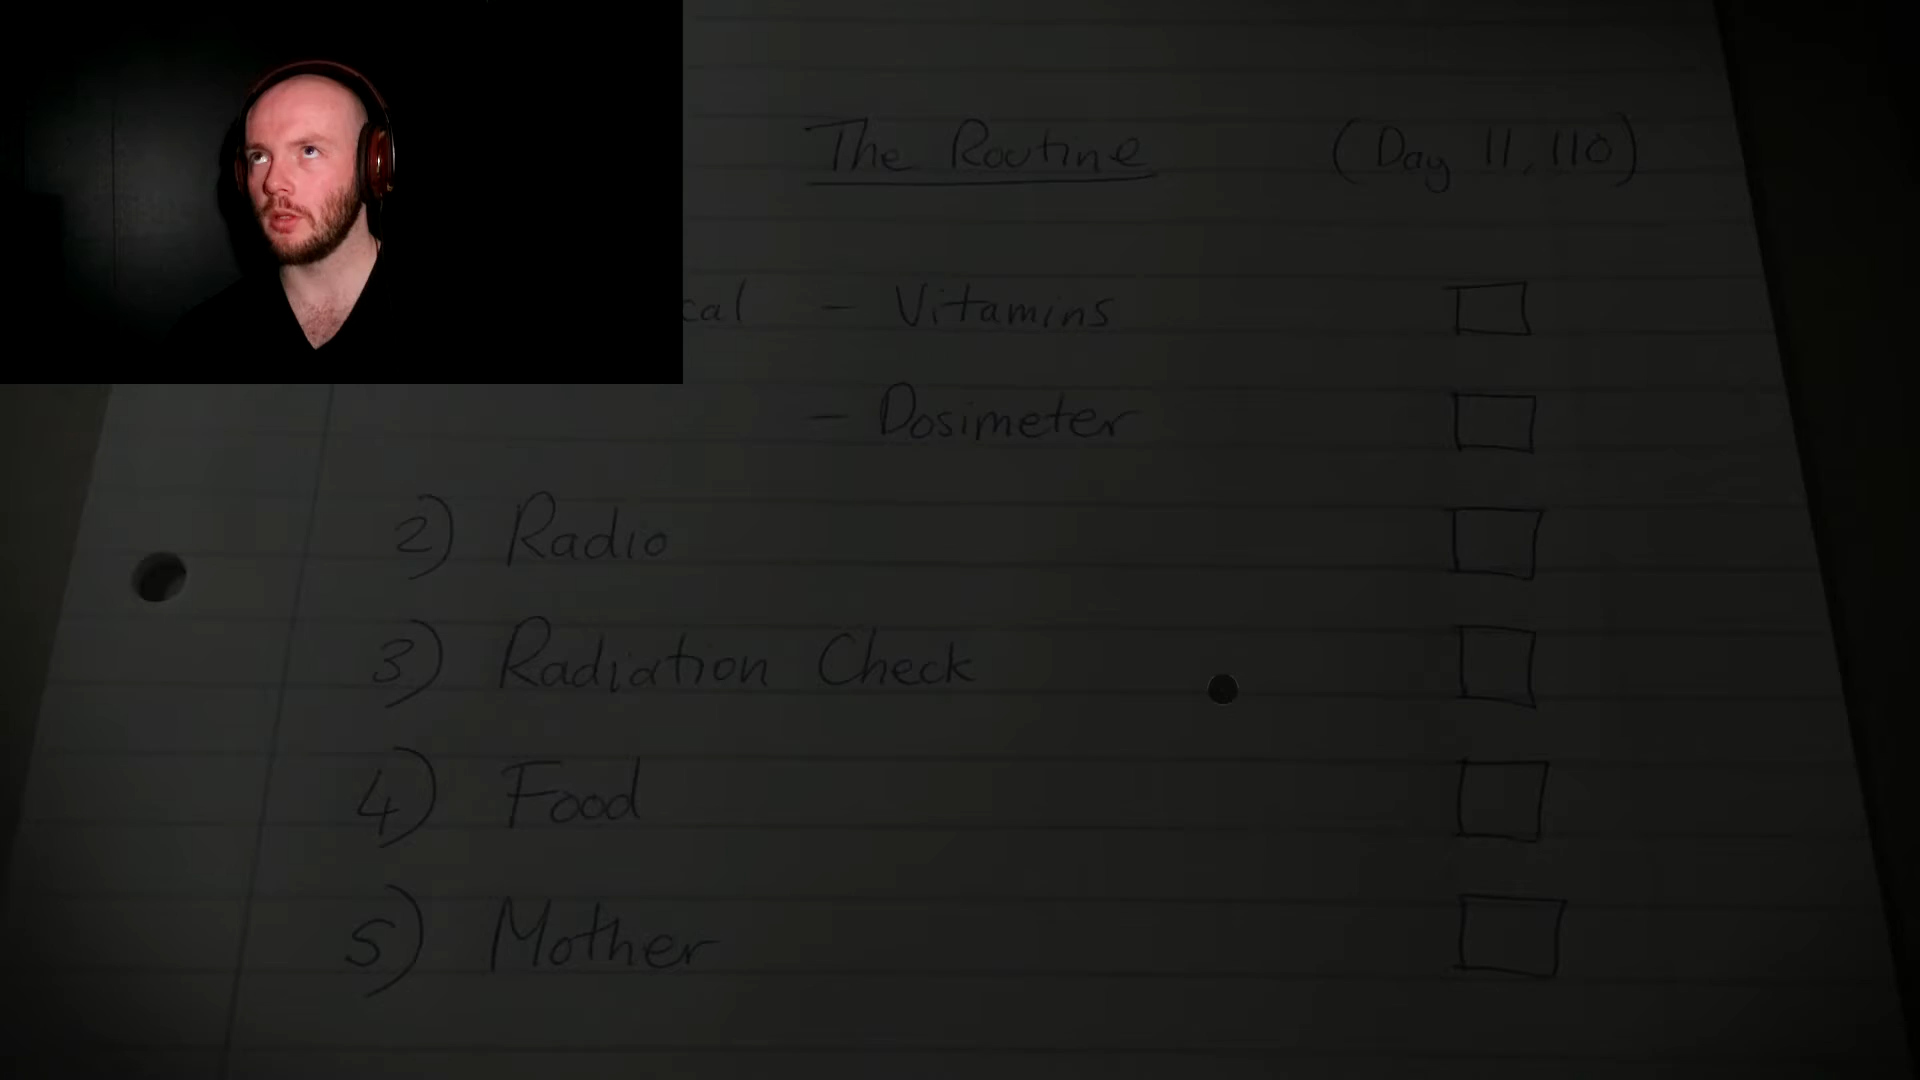 The Routine (Day 11,110)
cal - Vitamins
- Dosimeter
2) Radio
3) Radiation Check
4) Food
5) Mother